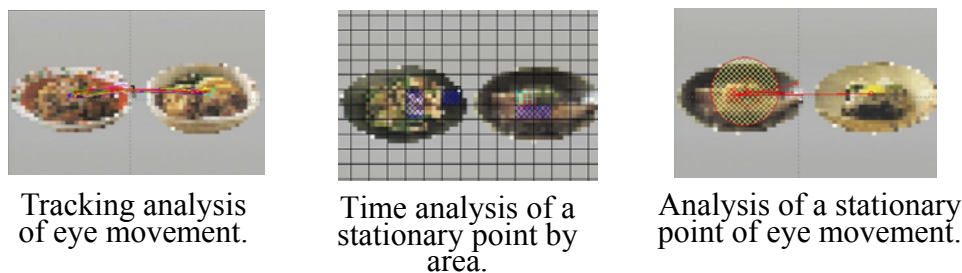 Tracking analysis
of eye movement.
Time analysis of a
stationary point by
area.
Analysis of a stationary
point of eye movement.